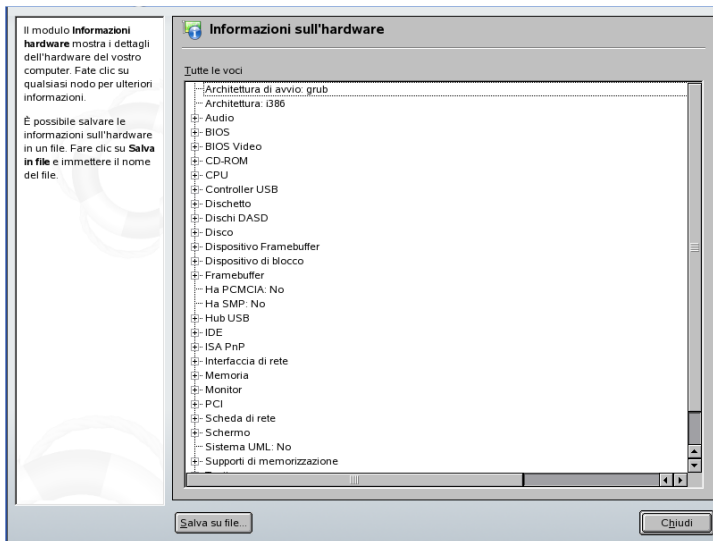 Il modulo Informazioni
hardware mostra i dettagli
dell'hardware del vostro
computer. Fate clic su
qualsiasi nodo per ulteriori
informazioni.
È possibile salvare le
informazioni sull'hardware
in un file. Fare clic su Salva
in file e immettere il nome
del file.
Informazioni sull'hardware
Tutte le voci
Architettura di avvio: grub
Architettura: i386
Audio
BIOS
BIOS Video
CD-ROM
CPU
Controller USB
Dischetto
Dischi DASD
Disco
Dispositivo Framebuffer
Dispositivo di blocco
Framebuffer
Ha PCMCIA: No
Ha SMP: No
Hub USB
IDE
ISA PnP
Interfaccia di rete
Memoria
Monitor
PCI
Scheda di rete
Schermo
Sistema UML: No
Supporti di memorizzazione
Salva su file...
Chiudi